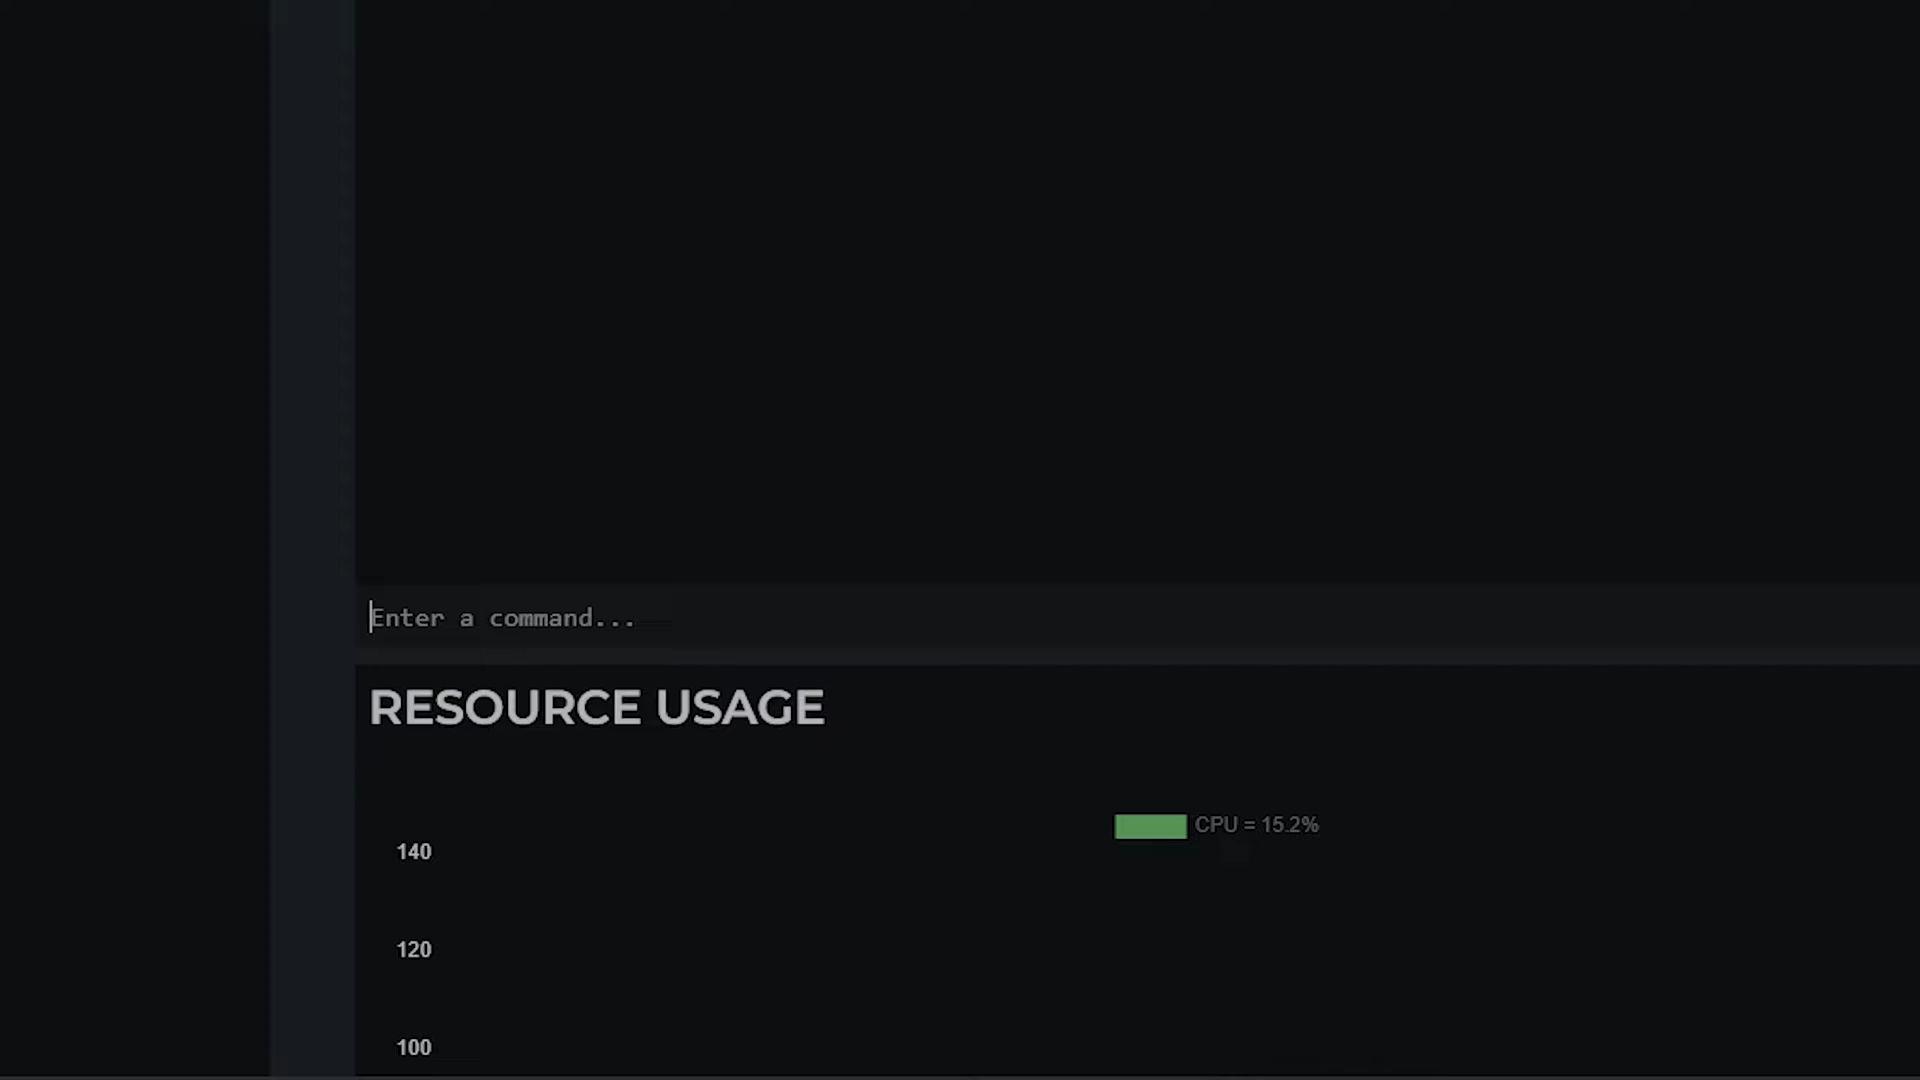 Enter a command...
RESOURCE USAGE
CPU = 15.2%
140
120
100